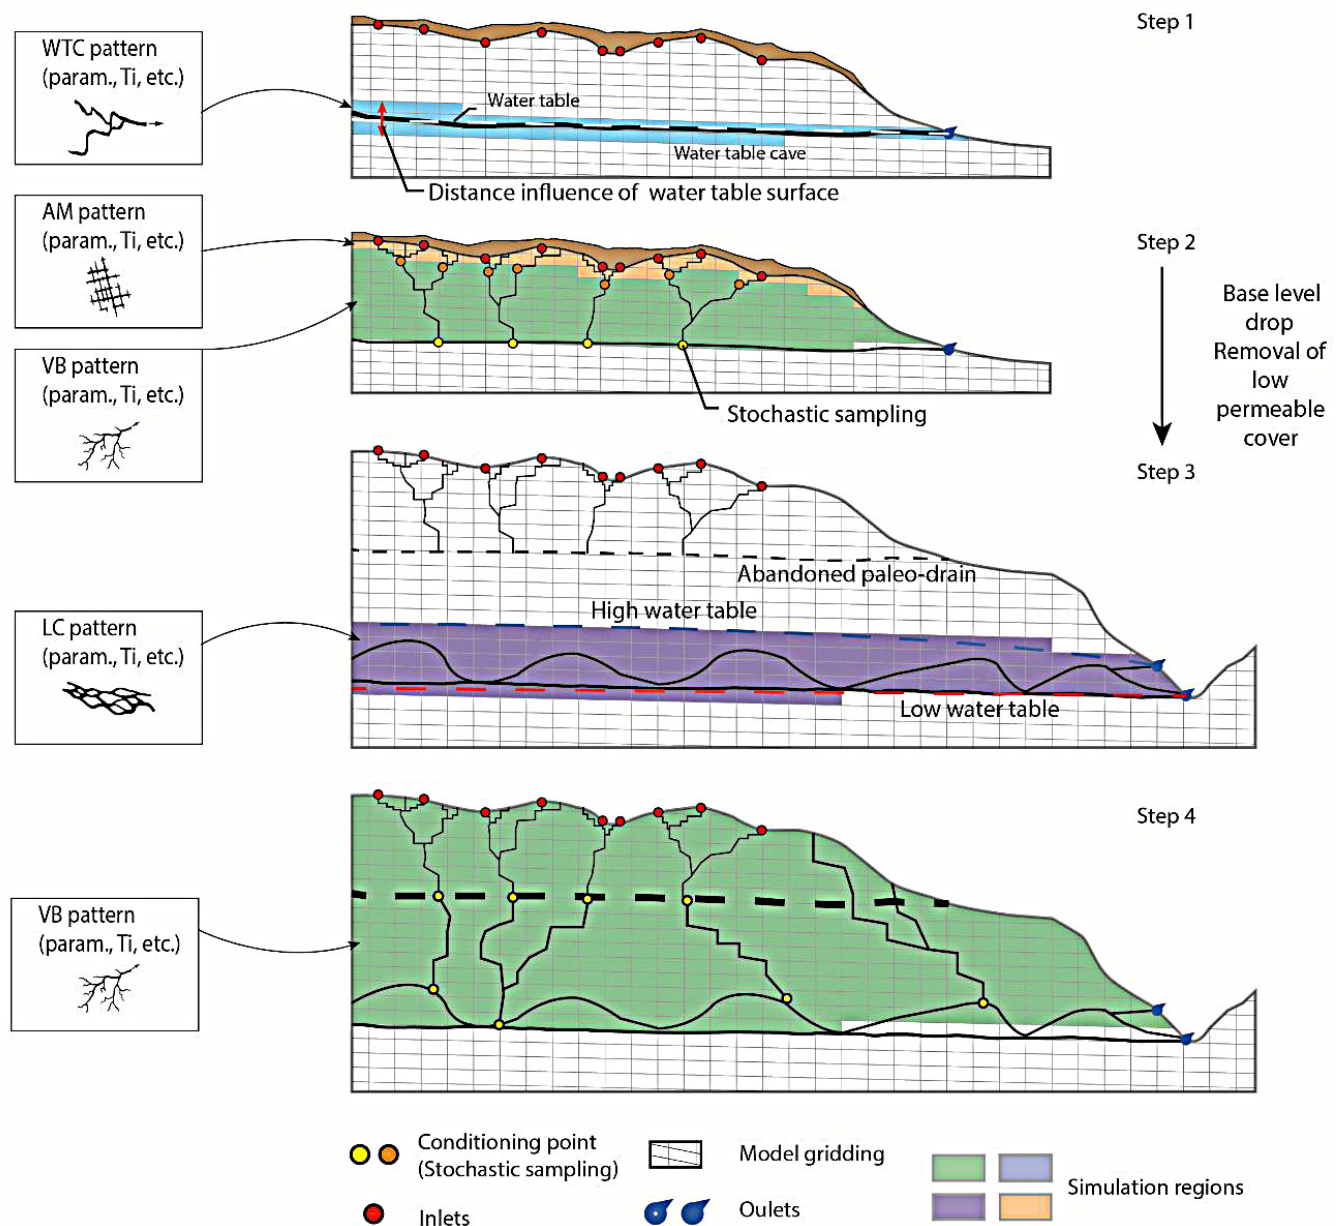 Step 1
WTC pattern
(param., Ti, etc.)
Water table
Water table cave
Distance influence of water table surface
AM pattern
(param., Ti, etc.)
Step 2
VB pattern
(param., Ti, etc.)
Stochastic sampling
Base level
drop
Removal of
low
permeable
cover
Step 3
Abandoned paleo-drain
High water table
LC pattern
(param., Ti, etc.)
Low water table
Step 4
VB pattern
(param., Ti, etc.)
Conditioning point
(Stochastic sampling)
Inlets
Model gridding
Oulets
Simulation regions